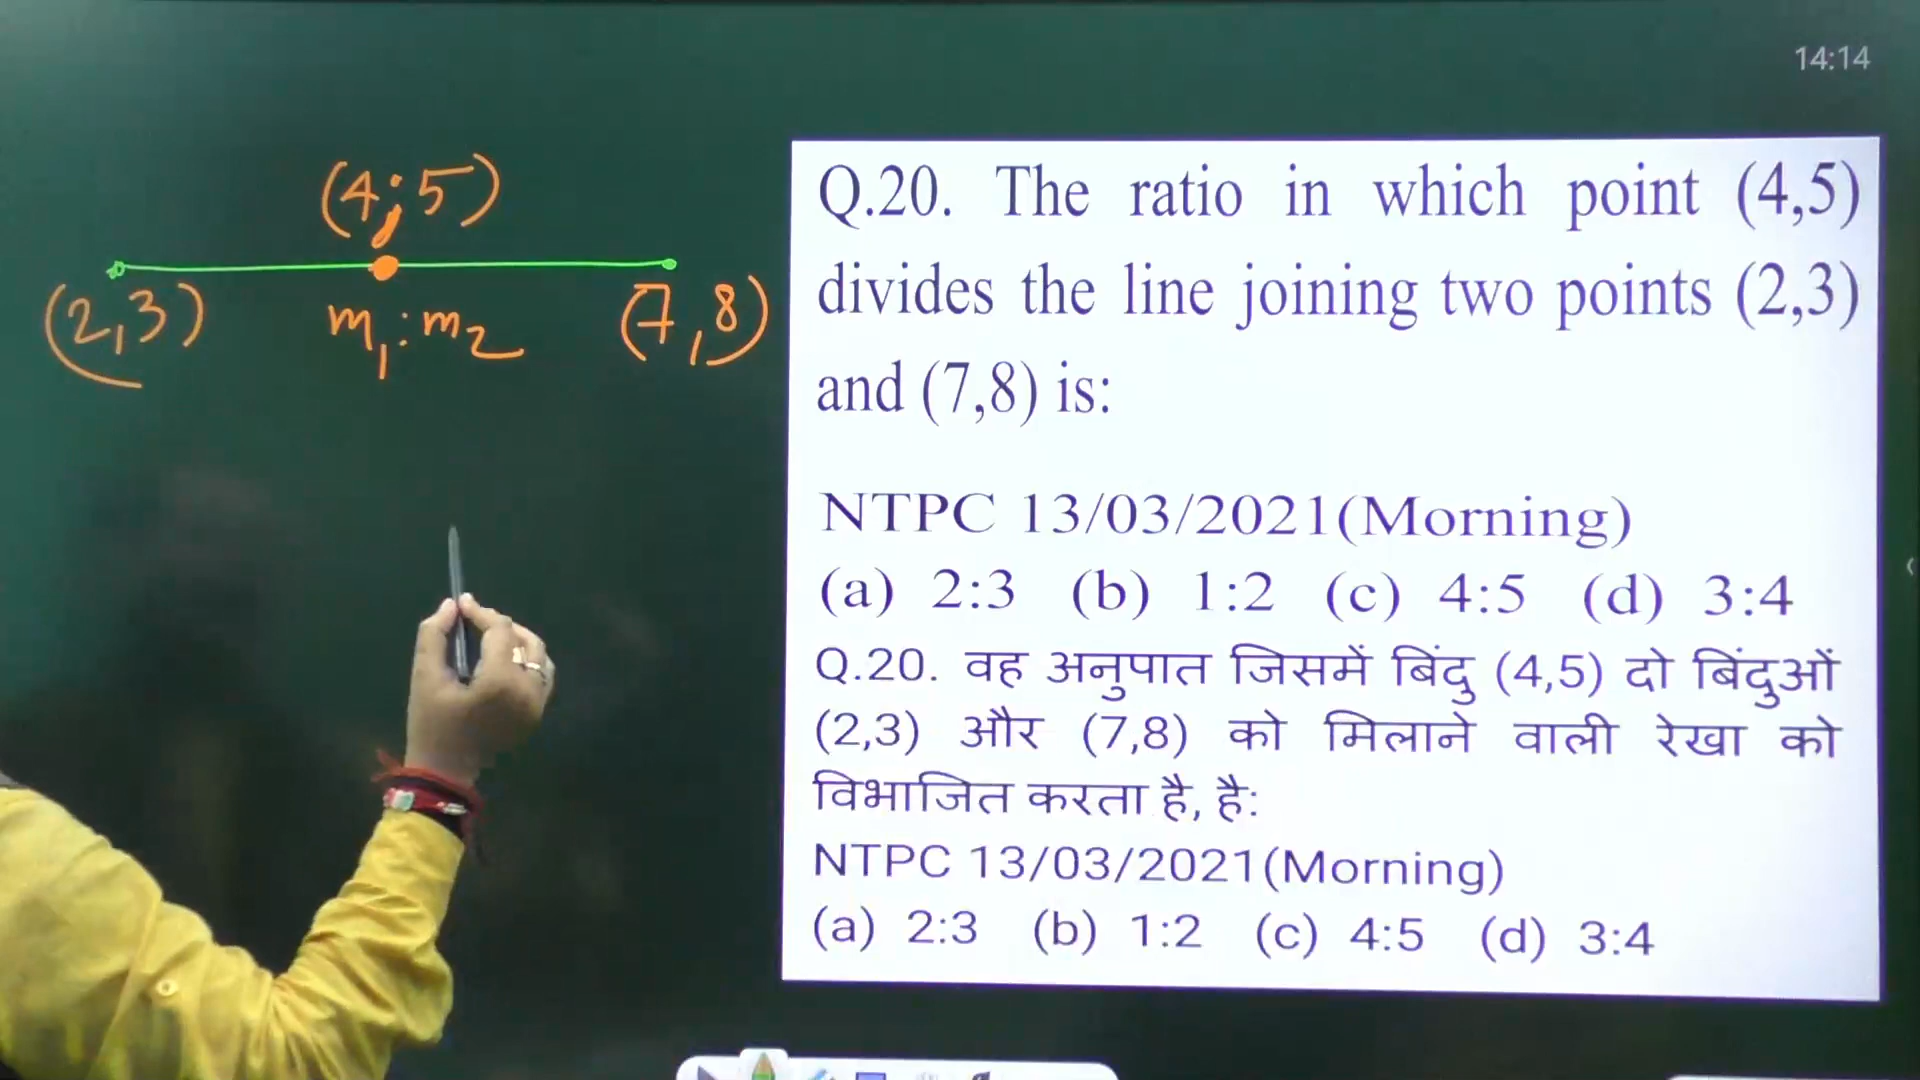 14:14
(4,5)
(2,3) m₁:m₂ (7,8)
Q.20. The ratio in which point (4,5)
divides the line joining two points (2,3)
and (7,8) is:
NTPC 13/03/2021(Morning)
(a) 2:3 (b) 1:2 (c) 4:5 (d) 3:4
Q.20. वह अनुपात जिसमें बिंदु (4,5) दो बिंदुओं
(2,3) और (7,8) को मिलाने वाली रेखा को
विभाजित करता है, है:
NTPC 13/03/2021(Morning)
(a) 2:3 (b) 1:2 (c) 4:5 (d) 3:4